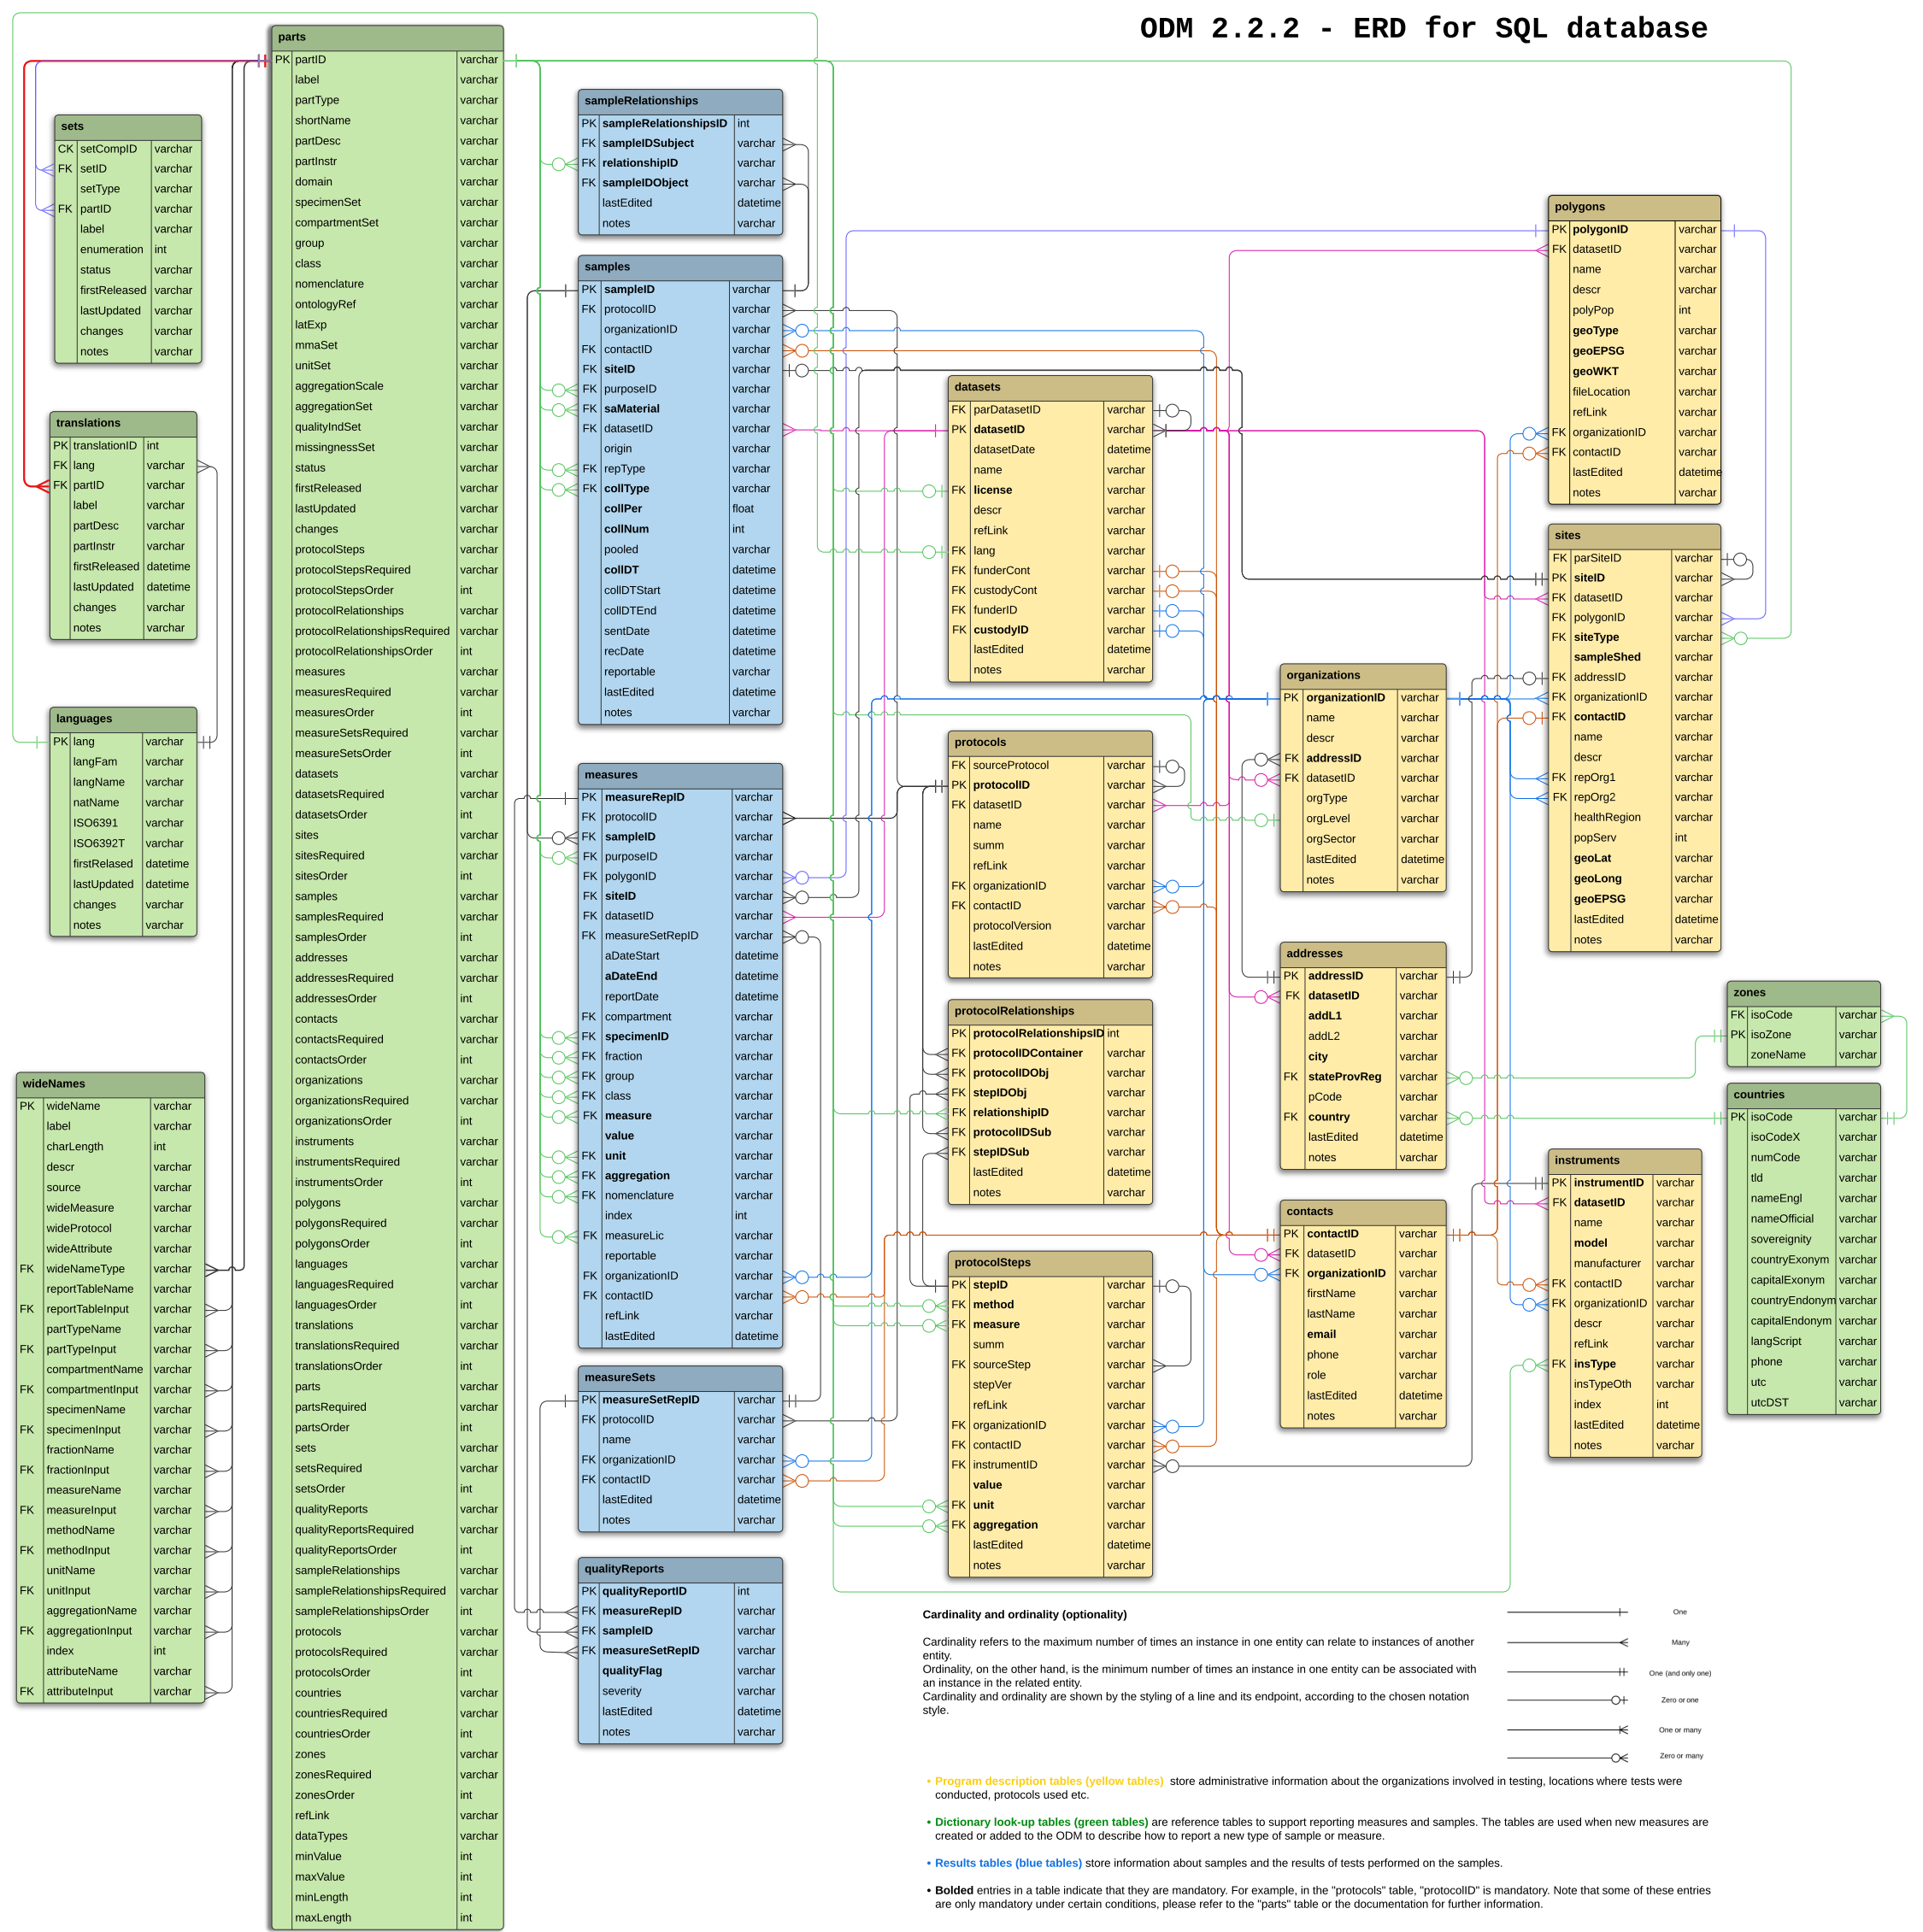 ODM 2.2.2 - ERD for SQL database
parts
PK partID varchar
label varchar
partType varchar
shortName varchar
partDesc varchar
partInstr varchar
domain varchar
specimenSet varchar
compartmentSet varchar
group varchar
class varchar
nomenclature varchar
ontologyRef varchar
latExp varchar
mmaSet varchar
unitSet varchar
aggregationScale varchar
aggregationSet varchar
qualityIndSet varchar
missingnessSet varchar
status varchar
firstReleased varchar
lastUpdated varchar
changes varchar
protocolSteps varchar
protocolStepsRequired varchar
protocolStepsOrder int
protocolRelationships varchar
protocolRelationshipsRequired varchar
protocolRelationshipsOrder int
measures varchar
measuresRequired varchar
measuresOrder int
measureSetsRequired varchar
measureSetsOrder int
datasets varchar
datasetsRequired varchar
datasetsOrder int
sites varchar
sitesRequired varchar
sitesOrder int
samples varchar
samplesRequired varchar
samplesOrder int
addresses varchar
addressesRequired varchar
addressesOrder int
contacts varchar
contactsRequired varchar
contactsOrder int
organizations varchar
organizationsRequired varchar
organizationsOrder int
instruments varchar
instrumentsRequired varchar
instrumentsOrder int
polygons varchar
polygonsRequired varchar
polygonsOrder int
languages varchar
languagesRequired varchar
languagesOrder int
translations varchar
translationsRequired varchar
translationsOrder int
parts varchar
partsRequired varchar
partsOrder int
sets varchar
setsRequired varchar
setsOrder int
qualityReports varchar
qualityReportsRequired varchar
qualityReportsOrder int
sampleRelationships varchar
sampleRelationshipsRequired varchar
sampleRelationshipsOrder int
protocols varchar
protocolsRequired varchar
protocolsOrder int
countries varchar
countriesRequired varchar
countriesOrder int
zones varchar
zonesRequired varchar
zonesOrder int
refLink varchar
dataTypes varchar
minValue int
maxValue int
minLength int
maxLength int
sets
CK setCompID varchar
FK setID varchar
setType varchar
FK partID varchar
label varchar
enumeration int
status varchar
firstReleased varchar
lastUpdated varchar
changes varchar
notes varchar
translations
PK translationID int
FK lang varchar
FK partID varchar
label varchar
partDesc varchar
partInstr varchar
firstReleased datetime
lastUpdated datetime
changes varchar
notes varchar
languages
PK lang varchar
langFam varchar
langName varchar
natName varchar
ISO6391 varchar
ISO6392T varchar
firstRelased datetime
lastUpdated datetime
changes varchar
notes varchar
wideNames
PK wideName varchar
label varchar
charLength int
descr varchar
source varchar
wideMeasure varchar
wideProtocol varchar
wideAttribute varchar
FK wideNameType varchar
reportTableName varchar
FK reportTableInput varchar
partTypeName varchar
FK partTypeInput varchar
compartmentName varchar
FK compartmentInput varchar
specimenName varchar
FK specimenInput varchar
fractionName varchar
FK fractionInput varchar
measureName varchar
FK measureInput varchar
methodName varchar
FK methodInput varchar
unitName varchar
FK unitInput varchar
aggregationName varchar
FK aggregationInput varchar
index int
attributeName varchar
FK attributeInput varchar
sampleRelationships
PK sampleRelationshipsID int
FK sampleIDSubject varchar
FK relationshipID varchar
FK sampleIDObject varchar
lastEdited datetime
notes varchar
samples
PK sampleID varchar
FK protocolID varchar
organizationID varchar
FK contactID varchar
FK siteID varchar
FK purposeID varchar
FK saMaterial varchar
FK datasetID varchar
origin varchar
FK repType varchar
FK collType varchar
collPer float
collNum int
pooled varchar
collDT datetime
collDTStart datetime
collDTEnd datetime
sentDate datetime
recDate datetime
reportable varchar
lastEdited datetime
notes varchar
measures
PK measureRepID varchar
FK protocolID varchar
FK sampleID varchar
FK purposeID varchar
FK polygonID varchar
FK siteID varchar
FK datasetID varchar
FK measureSetRepID varchar
aDateStart datetime
aDateEnd datetime
reportDate datetime
FK compartment varchar
FK specimenID varchar
FK fraction varchar
FK group varchar
FK class varchar
FK measure varchar
value varchar
FK unit varchar
FK aggregation varchar
FK nomenclature varchar
index int
FK measureLic varchar
reportable varchar
FK organizationID varchar
FK contactID varchar
refLink varchar
lastEdited datetime
measureSets
PK measureSetRepID varchar
FK protocolID varchar
name varchar
FK organizationID varchar
FK contactID varchar
lastEdited datetime
notes varchar
qualityReports
PK qualityReportID int
FK measureRepID varchar
FK sampleID varchar
FK measureSetRepID varchar
qualityFlag varchar
severity varchar
lastEdited datetime
notes varchar
datasets
FK parDatasetID varchar
PK datasetID varchar
datasetDate datetime
name varchar
FK license varchar
descr varchar
refLink varchar
FK lang varchar
FK funderCont varchar
FK custodyCont varchar
FK funderID varchar
FK custodyID varchar
lastEdited datetime
notes varchar
protocols
FK sourceProtocol varchar
PK protocolID varchar
FK datasetID varchar
name varchar
summ varchar
refLink varchar
FK organizationID varchar
FK contactID varchar
protocolVersion varchar
lastEdited datetime
notes varchar
protocolRelationships
PK protocolRelationshipsID int
FK protocolIDContainer varchar
FK protocolIDObj varchar
FK stepIDObj varchar
FK relationshipID varchar
FK protocolIDSub varchar
FK stepIDSub varchar
lastEdited datetime
notes varchar
protocolSteps
PK stepID varchar
FK method varchar
FK measure varchar
summ varchar
FK sourceStep varchar
stepVer varchar
refLink varchar
FK organizationID varchar
FK contactID varchar
FK instrumentID varchar
value varchar
FK unit varchar
FK aggregation varchar
lastEdited datetime
notes varchar
organizations
PK organizationID varchar
name varchar
descr varchar
FK addressID varchar
FK datasetID varchar
orgType varchar
orgLevel varchar
orgSector varchar
lastEdited datetime
notes varchar
addresses
PK addressID varchar
FK datasetID varchar
addL1 varchar
addL2 varchar
city varchar
FK stateProvReg varchar
pCode varchar
FK country varchar
lastEdited datetime
notes varchar
contacts
PK contactID varchar
FK datasetID varchar
FK organizationID varchar
firstName varchar
lastName varchar
email varchar
phone varchar
role varchar
lastEdited datetime
notes varchar
polygons
PK polygonID varchar
FK datasetID varchar
name varchar
descr varchar
polyPop int
geoType varchar
geoEPSG varchar
geoWKT varchar
fileLocation varchar
refLink varchar
FK organizationID varchar
FK contactID varchar
lastEdited datetime
notes varchar
sites
FK parSiteID varchar
PK siteID varchar
FK datasetID varchar
FK polygonID varchar
FK siteType varchar
sampleShed varchar
FK addressID varchar
FK organizationID varchar
FK contactID varchar
name varchar
descr varchar
FK repOrg1 varchar
FK repOrg2 varchar
healthRegion varchar
popServ int
geoLat varchar
geoLong varchar
geoEPSG varchar
lastEdited datetime
notes varchar
zones
FK isoCode varchar
PK isoZone varchar
zoneName varchar
countries
PK isoCode varchar
isoCodeX varchar
numCode varchar
tld varchar
nameEngl varchar
nameOfficial varchar
sovereignity varchar
countryExonym varchar
capitalExonym varchar
countryEndonym varchar
capitalEndonym varchar
langScript varchar
phone varchar
utc varchar
utcDST varchar
instruments
PK instrumentID varchar
FK datasetID varchar
name varchar
model varchar
manufacturer varchar
FK contactID varchar
FK organizationID varchar
descr varchar
refLink varchar
FK insType varchar
insTypeOth varchar
index int
lastEdited datetime
notes varchar
Cardinality and ordinality (optionality)
Cardinality refers to the maximum number of times an instance in one entity can relate to instances of another
entity.
Ordinality, on the other hand, is the minimum number of times an instance in one entity can be associated with
an instance in the related entity.
Cardinality and ordinality are shown by the styling of a line and its endpoint, according to the chosen notation
style.
One
Many
One (and only one)
Zero or one
One or many
Zero or many
• Program description tables (yellow tables) store administrative information about the organizations involved in testing, locations where tests were
conducted, protocols used etc.
• Dictionary look-up tables (green tables) are reference tables to support reporting measures and samples. The tables are used when new measures are
created or added to the ODM to describe how to report a new type of sample or measure.
• Results tables (blue tables) store information about samples and the results of tests performed on the samples.
• Bolded entries in a table indicate that they are mandatory. For example, in the "protocols" table, "protocolID" is mandatory. Note that some of these entries
are only mandatory under certain conditions, please refer to the "parts" table or the documentation for further information.